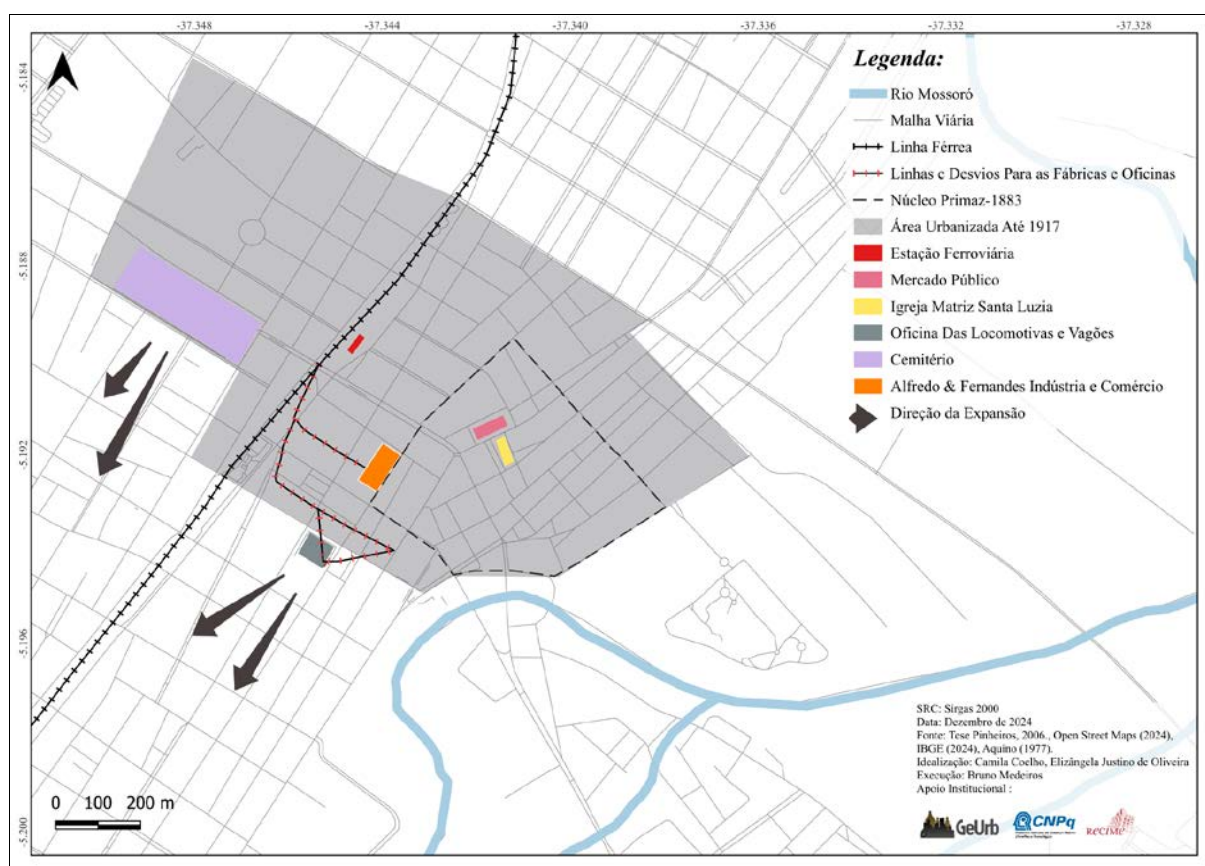 -37.348
-37.344
-37.340
-37.336
-37.332
-37.328
-5.184
-5.188
-5.192
-5.196
-5.200
Legenda:
Rio Mossoró
Malha Viária
Linha Férrea
Linhas e Desvios Para as Fábricas e Oficinas
Núcleo Primaz-1883
Área Urbanizada Até 1917
Estação Ferroviária
Mercado Público
Igreja Matriz Santa Luzia
Oficina Das Locomotivas e Vagões
Cemitério
Alfredo & Fernandes Indústria e Comércio
Direção da Expansão
SRC: Sirgas 2000
Data: Dezembro de 2024
Fonte: Tese Pinheiros, 2006., Open Street Maps (2024),
IBGE (2024), Aquino (1977).
Idealização: Camila Coelho, Elizângela Justino de Oliveira
Execução: Bruno Medeiros
Apoio Institucional :
GeUrb
CNPq
ReCiMe
0 100 200 m